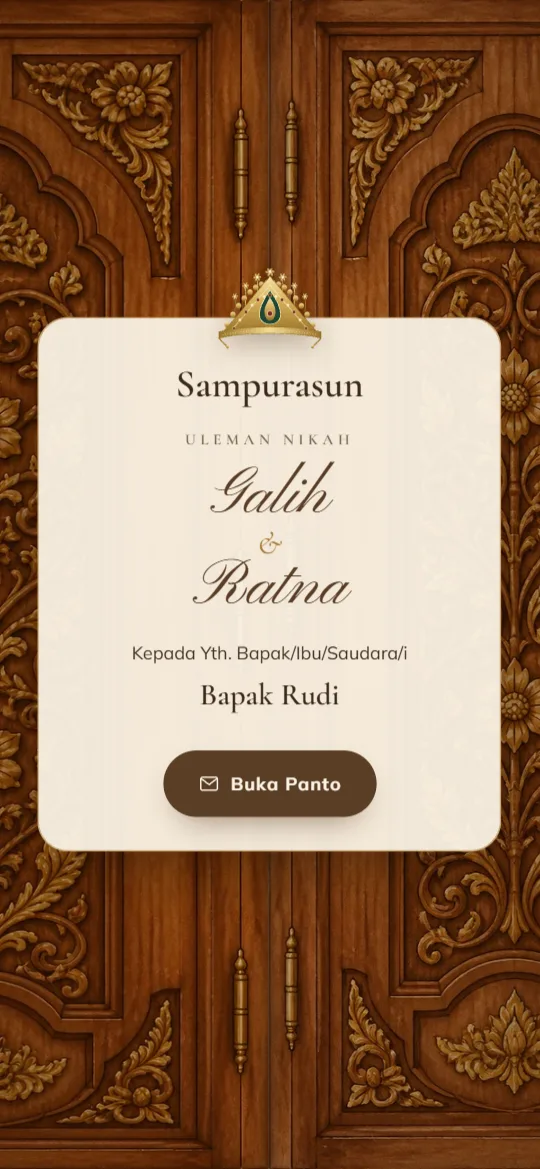 Sampurasun
ULEMAN NIKAH
Galih
&
Ratna
Kepada Yth. Bapak/Ibu/Saudara/i
Bapak Rudi
Buka Panto